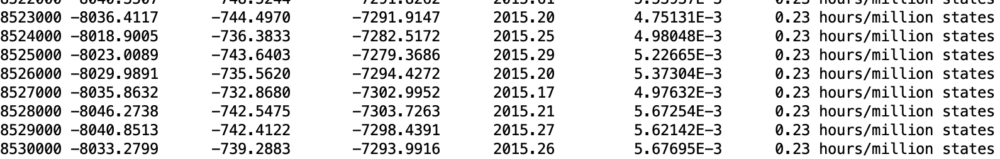 8523000 -8036.4117 -744.4970 -7291.9147 2015.20 4.75131E-3 0.23 hours/million states
8524000 -8018.9005 -736.3833 -7282.5172 2015.25 4.98048E-3 0.23 hours/million states
8525000 -8023.0089 -743.6403 -7279.3686 2015.29 5.22665E-3 0.23 hours/million states
8526000 -8029.9891 -735.5620 -7294.4272 2015.20 5.37304E-3 0.23 hours/million states
8527000 -8035.8632 -732.8680 -7302.9952 2015.17 4.97632E-3 0.23 hours/million states
8528000 -8046.2738 -742.5475 -7303.7263 2015.21 5.67254E-3 0.23 hours/million states
8529000 -8040.8513 -742.4122 -7298.4391 2015.27 5.62142E-3 0.23 hours/million states
8530000 -8033.2799 -739.2883 -7293.9916 2015.26 5.67695E-3 0.23 hours/million states